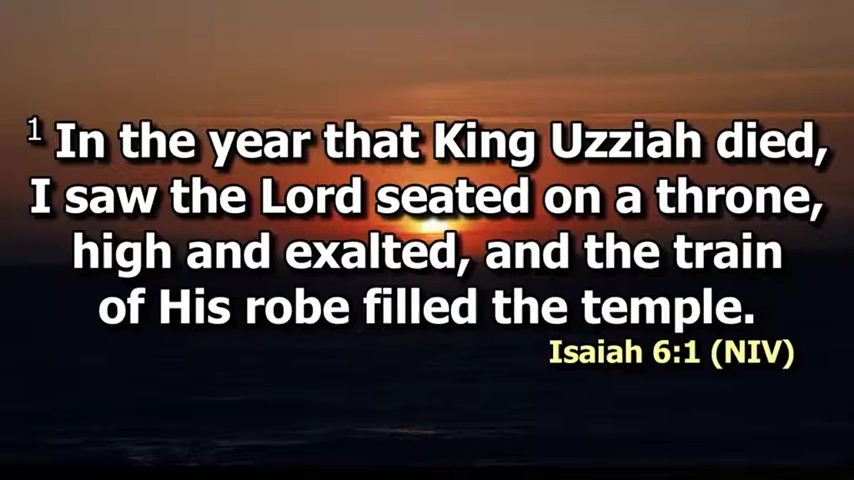 1 In the year that King Uzziah died,
I saw the Lord seated on a throne,
high and exalted, and the train
of His robe filled the temple.
Isaiah 6:1 (NIV)